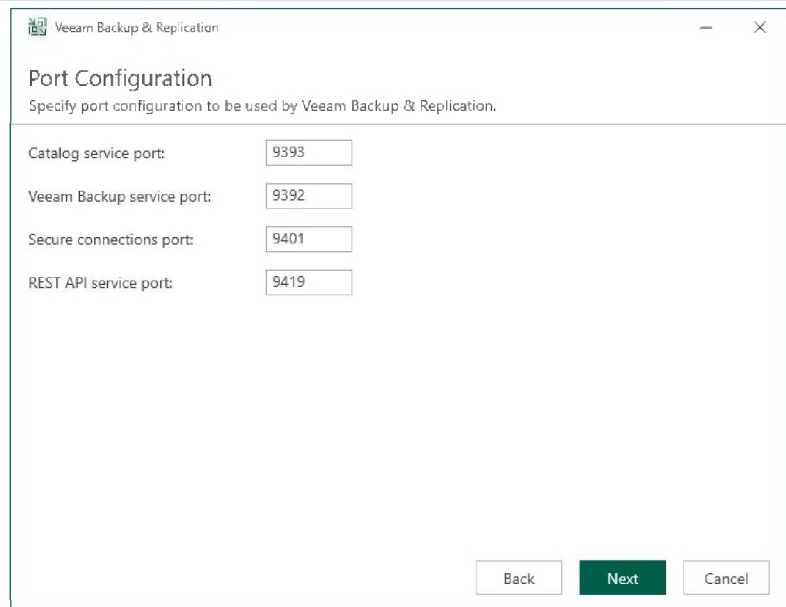 Veeam Backup & Replication
Port Configuration
Specify port configuration to be used by Veeam Backup & Replication.
Catalog service port: 9393
Veeam Backup service port: 9392
Secure connections port: 9401
REST API service port: 9419
Back Next Cancel